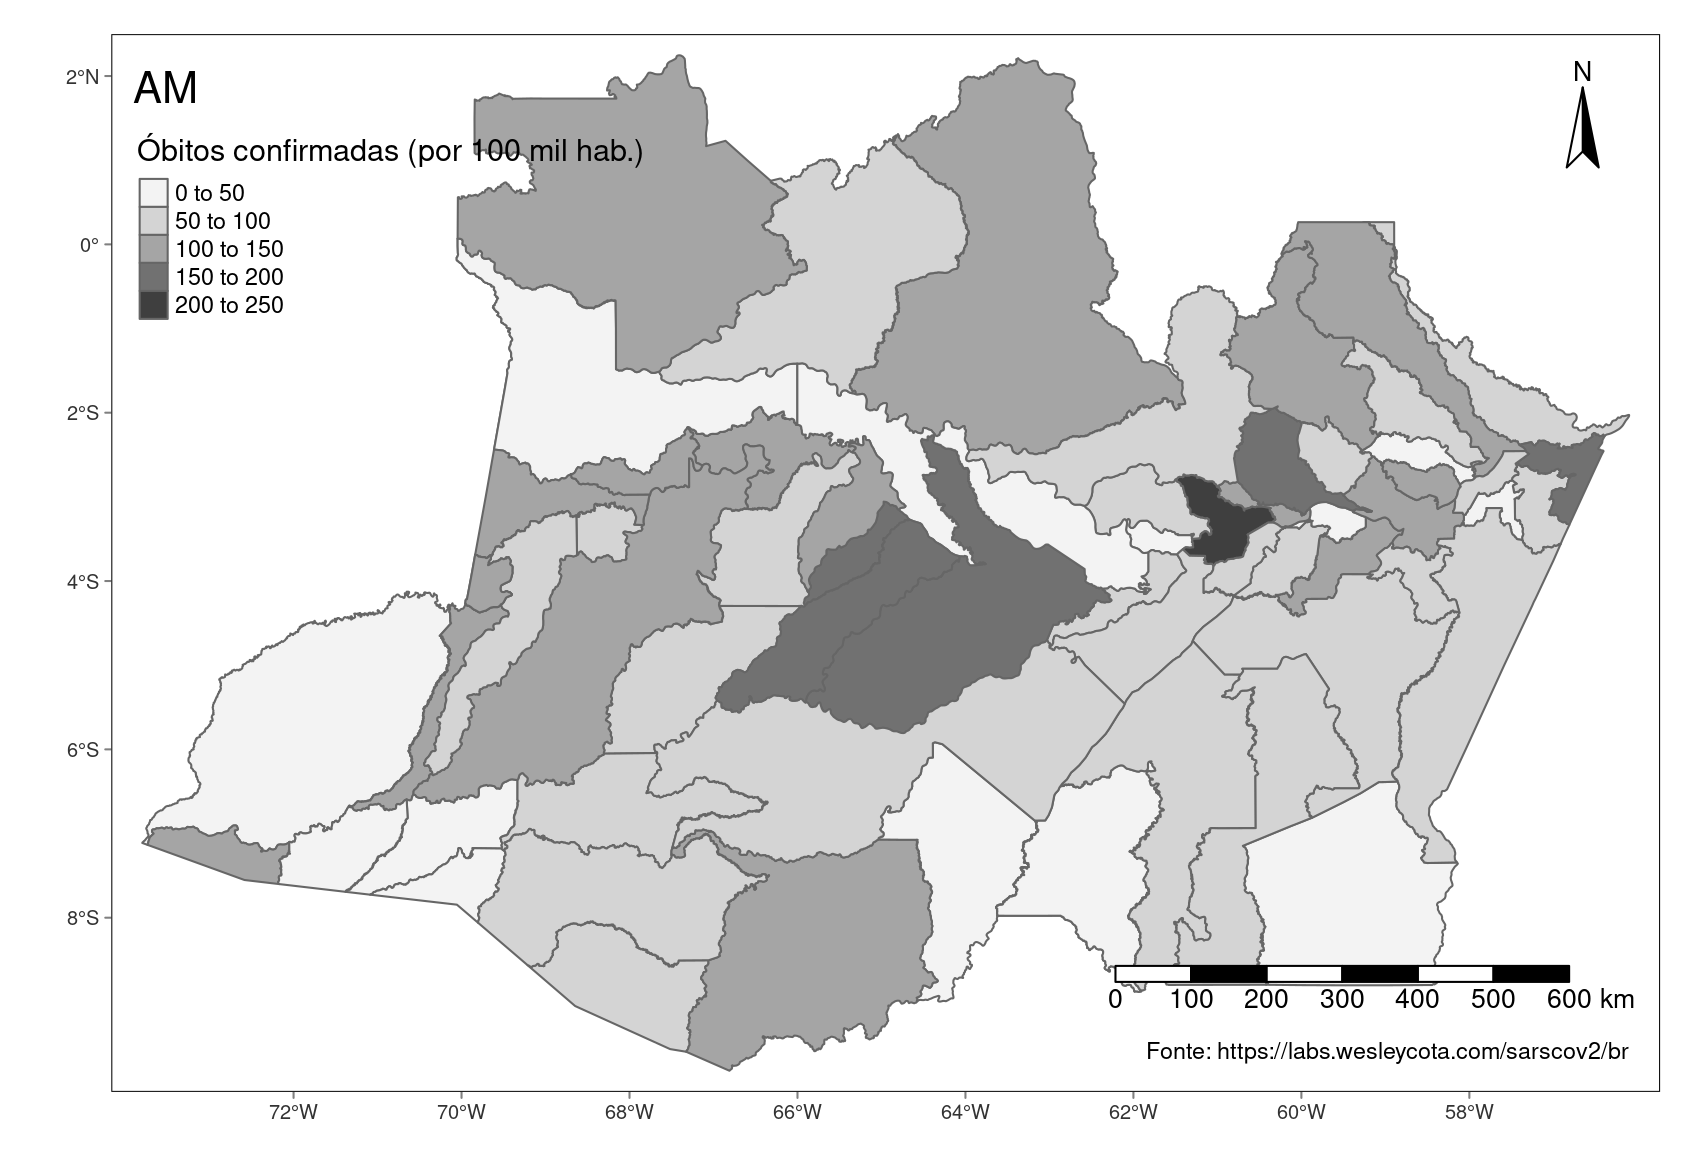 AM
N
Óbitos confirmadas (por 100 mil hab.)
0 to 50
50 to 100
100 to 150
150 to 200
200 to 250
2°N
0°
2°S
4°S
6°S
8°S
0 100 200 300 400 500 600 km
Fonte: https://labs.wesleycota.com/sarscov2/br
72°W 70°W 68°W 66°W 64°W 62°W 60°W 58°W